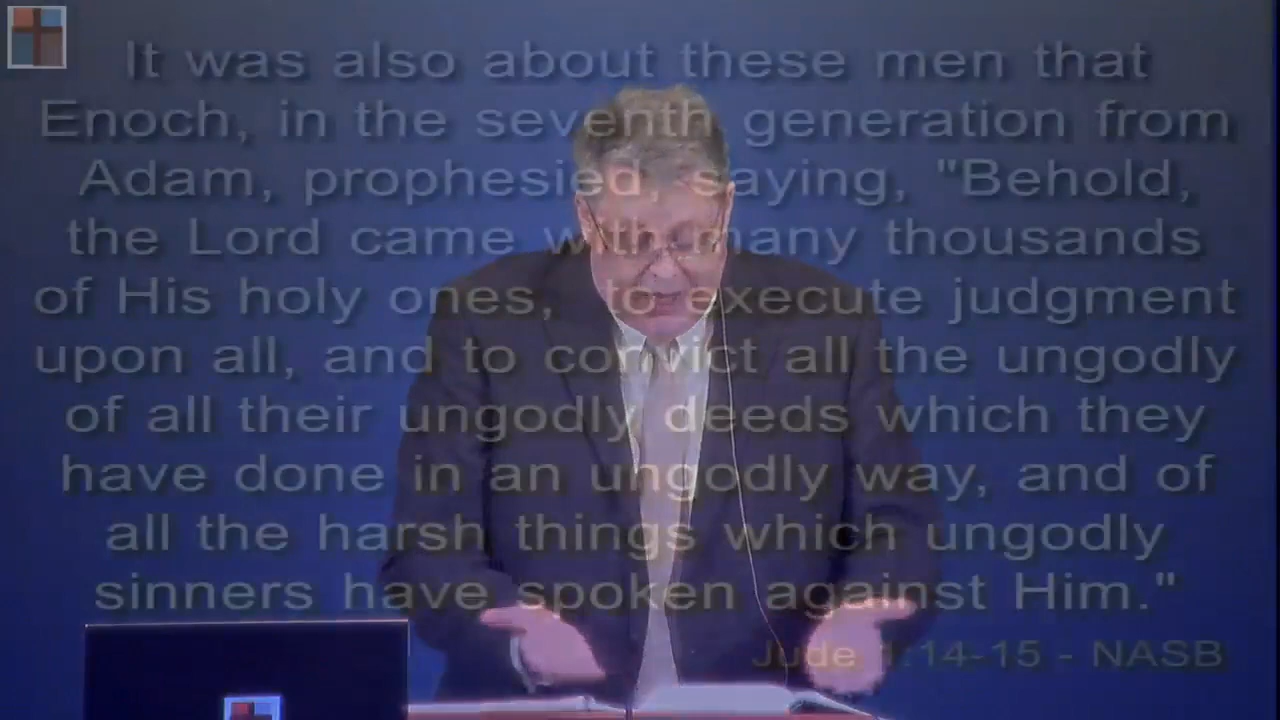 It was also about these men that
Enoch, in the seventh generation from
Adam, prophesied, saying, "Behold,
the Lord came with many thousands
of His holy ones, to execute judgment
upon all, and to convict all the ungodly
of all their ungodly deeds which they
have done in an ungodly way, and of
all the harsh things which ungodly
sinners have spoken against Him."
Jude 1:14-15 - NASB